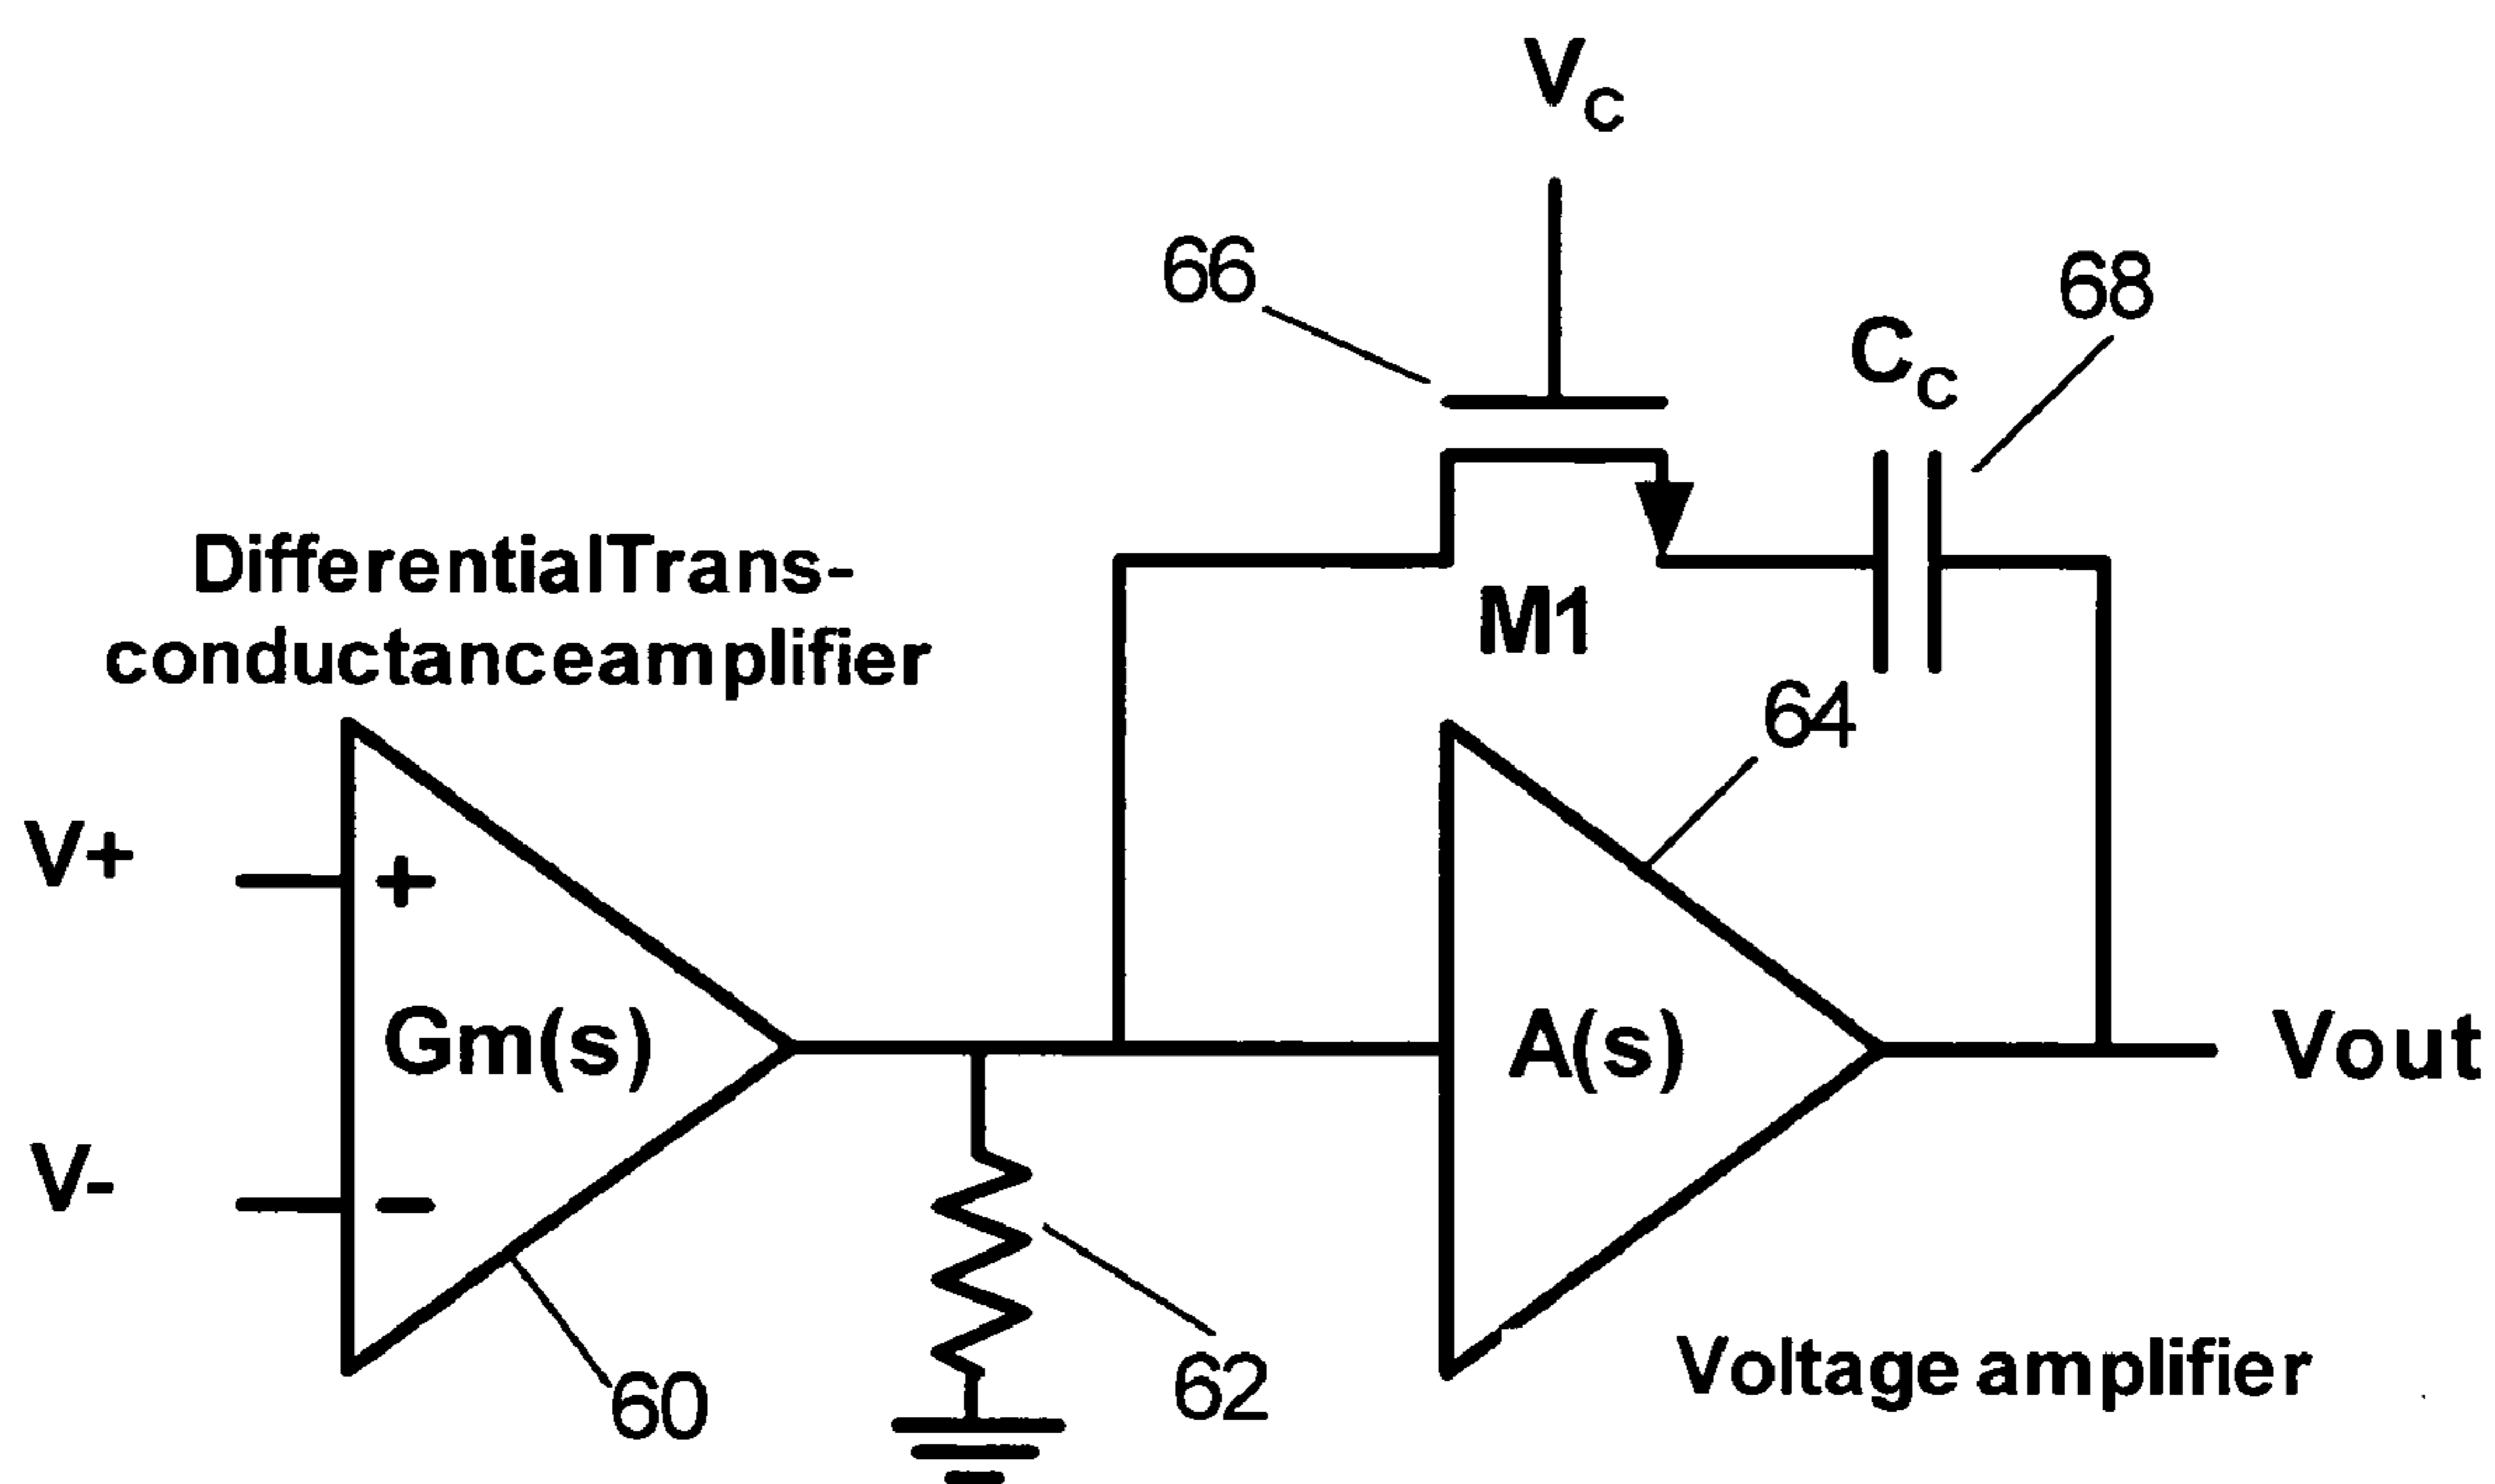 VC
66
68
CC
DifferentialTrans-
conductanceamplifier
M1
64
V+
+
Gm(s)
A(s)
Vout
V-
−
62
60
Voltage amplifier